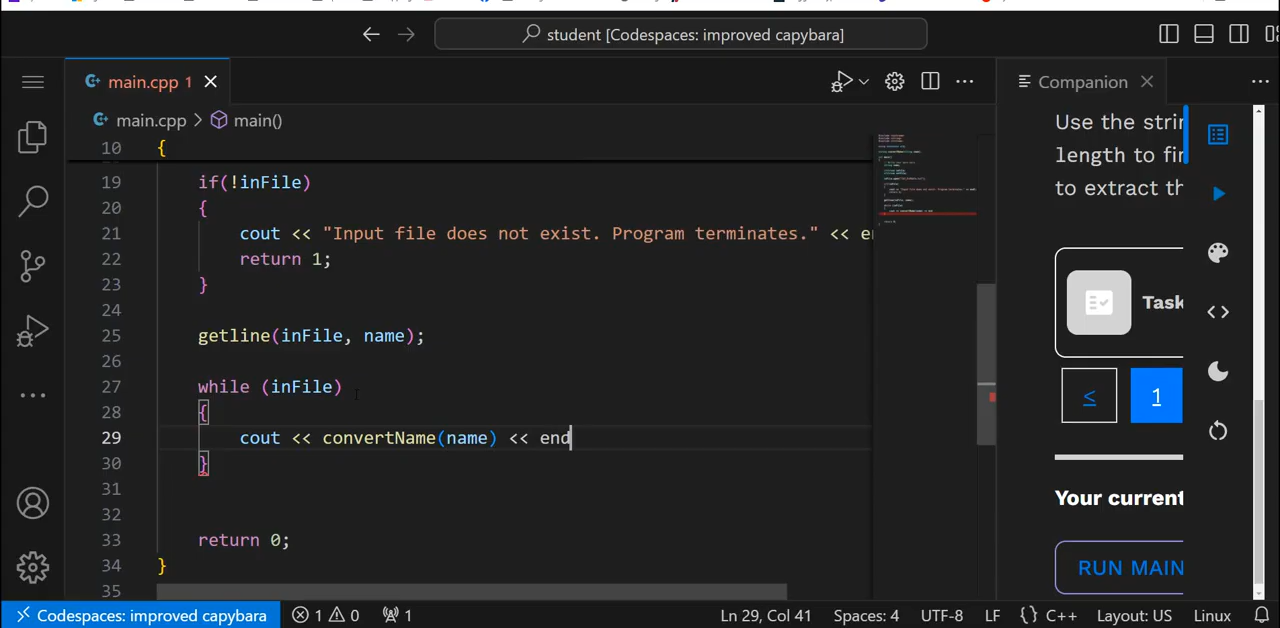 student [Codespaces: improved capybara]
main.cpp 1
Companion
main.cpp > main()
10 {
19 if(!inFile)
20 {
21 cout << "Input file does not exist. Program terminates." << en
22 return 1;
23 }
24
25 getline(inFile, name);
26
27 while (inFile)
28 {
29 cout << convertName(name) << end
30 }
31
32
33 return 0;
34 }
35
Use the strin
length to fin
to extract th
Task
< 1
Your current
RUN MAIN
Codespaces: improved capybara 1 0 1 Ln 29, Col 41 Spaces: 4 UTF-8 LF {} C++ Layout: US Linux